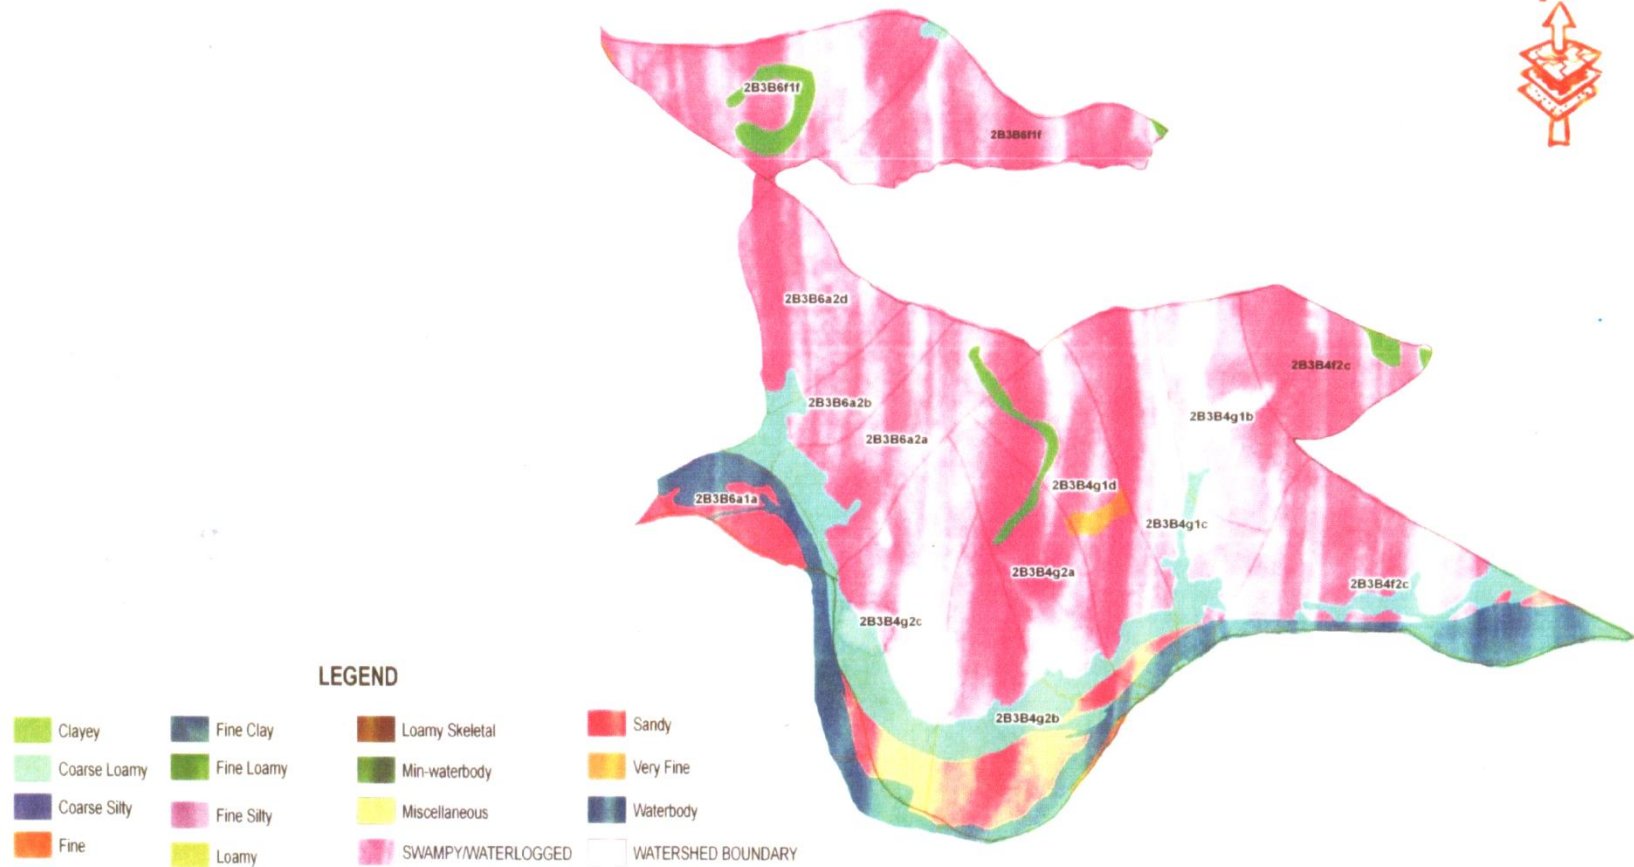 2B3B6f1f
2B3B6f1f
2B3B6a2d
2B3B4f2c
2B3B6a2b
2B3B4g1b
2B3B6a2a
2B3B4g1d
2B3B6a1a
2B3B4g1c
2B3B4g2a
2B3B4f2c
2B3B4g2c
2B3B4g2b
LEGEND
Clayey
Coarse Loamy
Coarse Silty
Fine
Fine Clay
Fine Loamy
Fine Silty
Loamy
Loamy Skeletal
Min-waterbody
Miscellaneous
SWAMPY/WATERLOGGED
Sandy
Very Fine
Waterbody
WATERSHED BOUNDARY